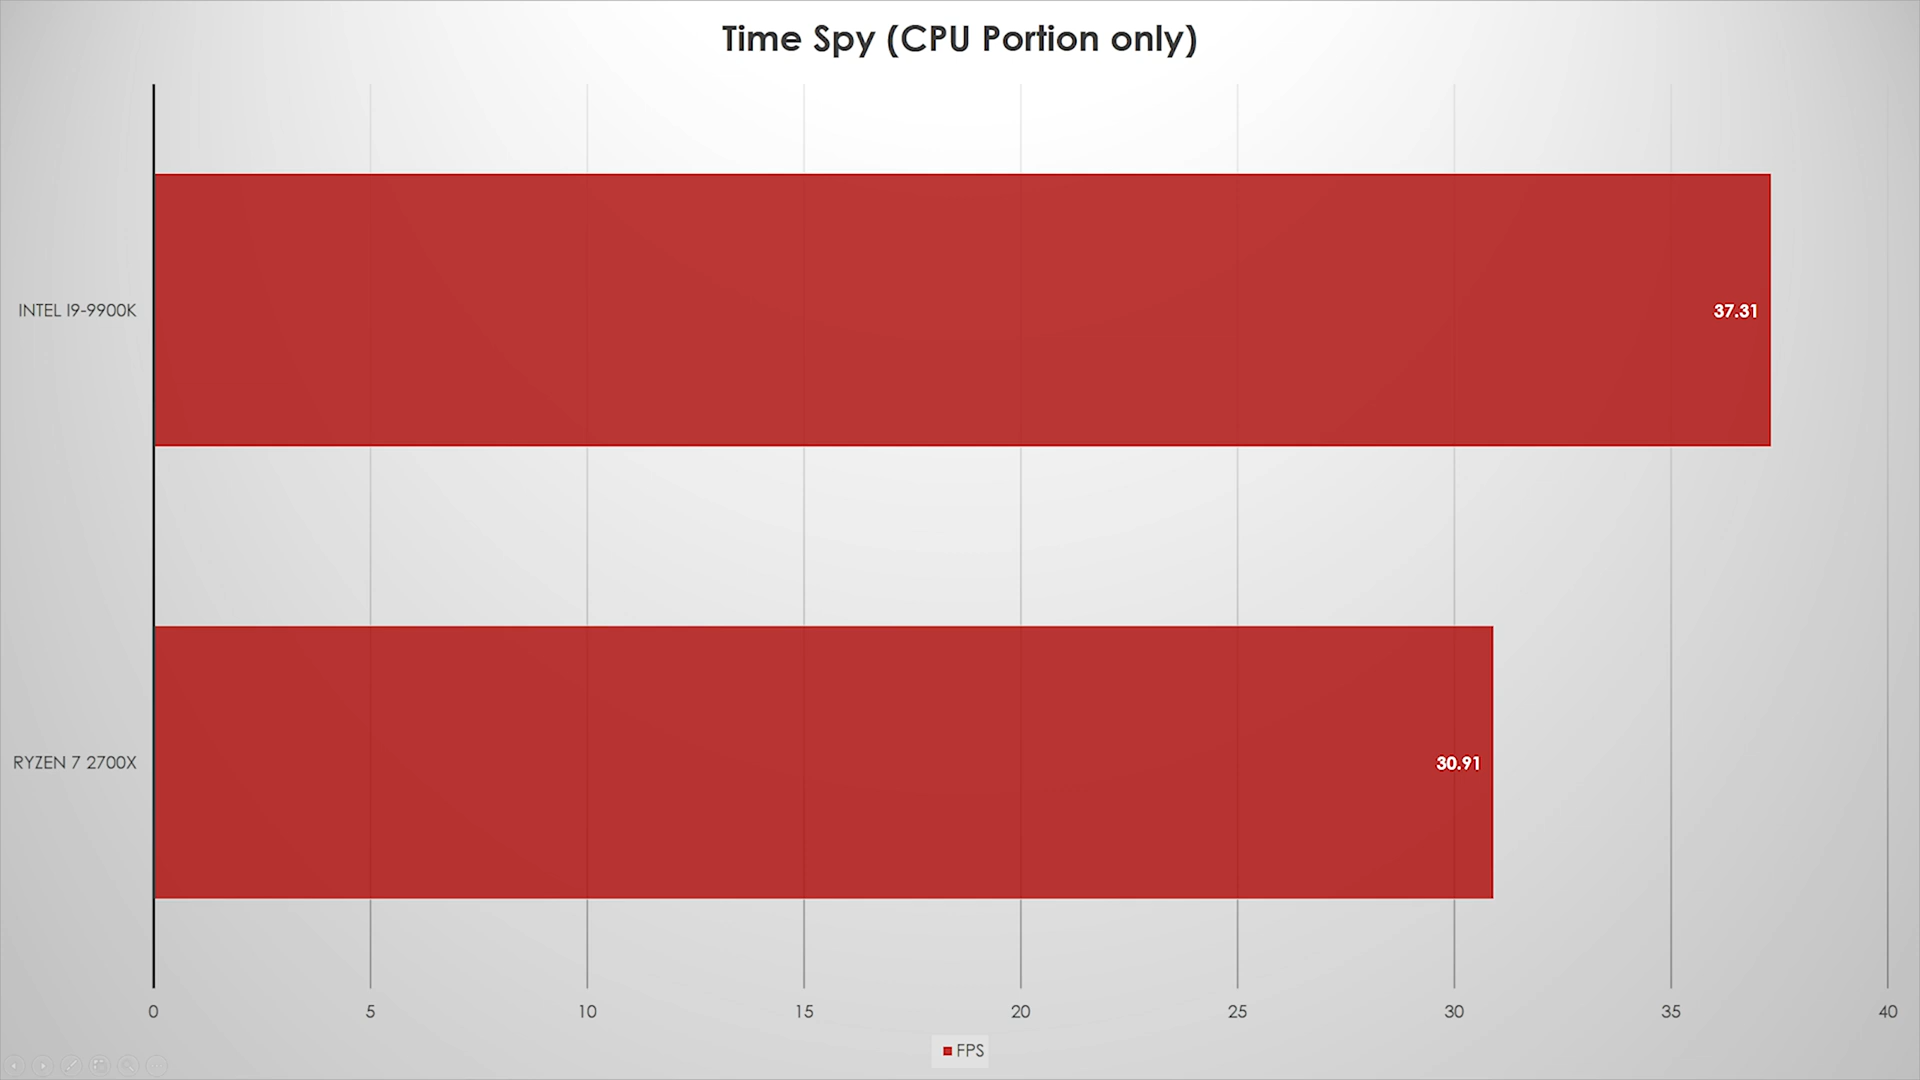 Time Spy (CPU Portion only)
INTEL I9-9900K
37.31
RYZEN 7 2700X
30.91
0 5 10 15 20 25 30 35 40
FPS